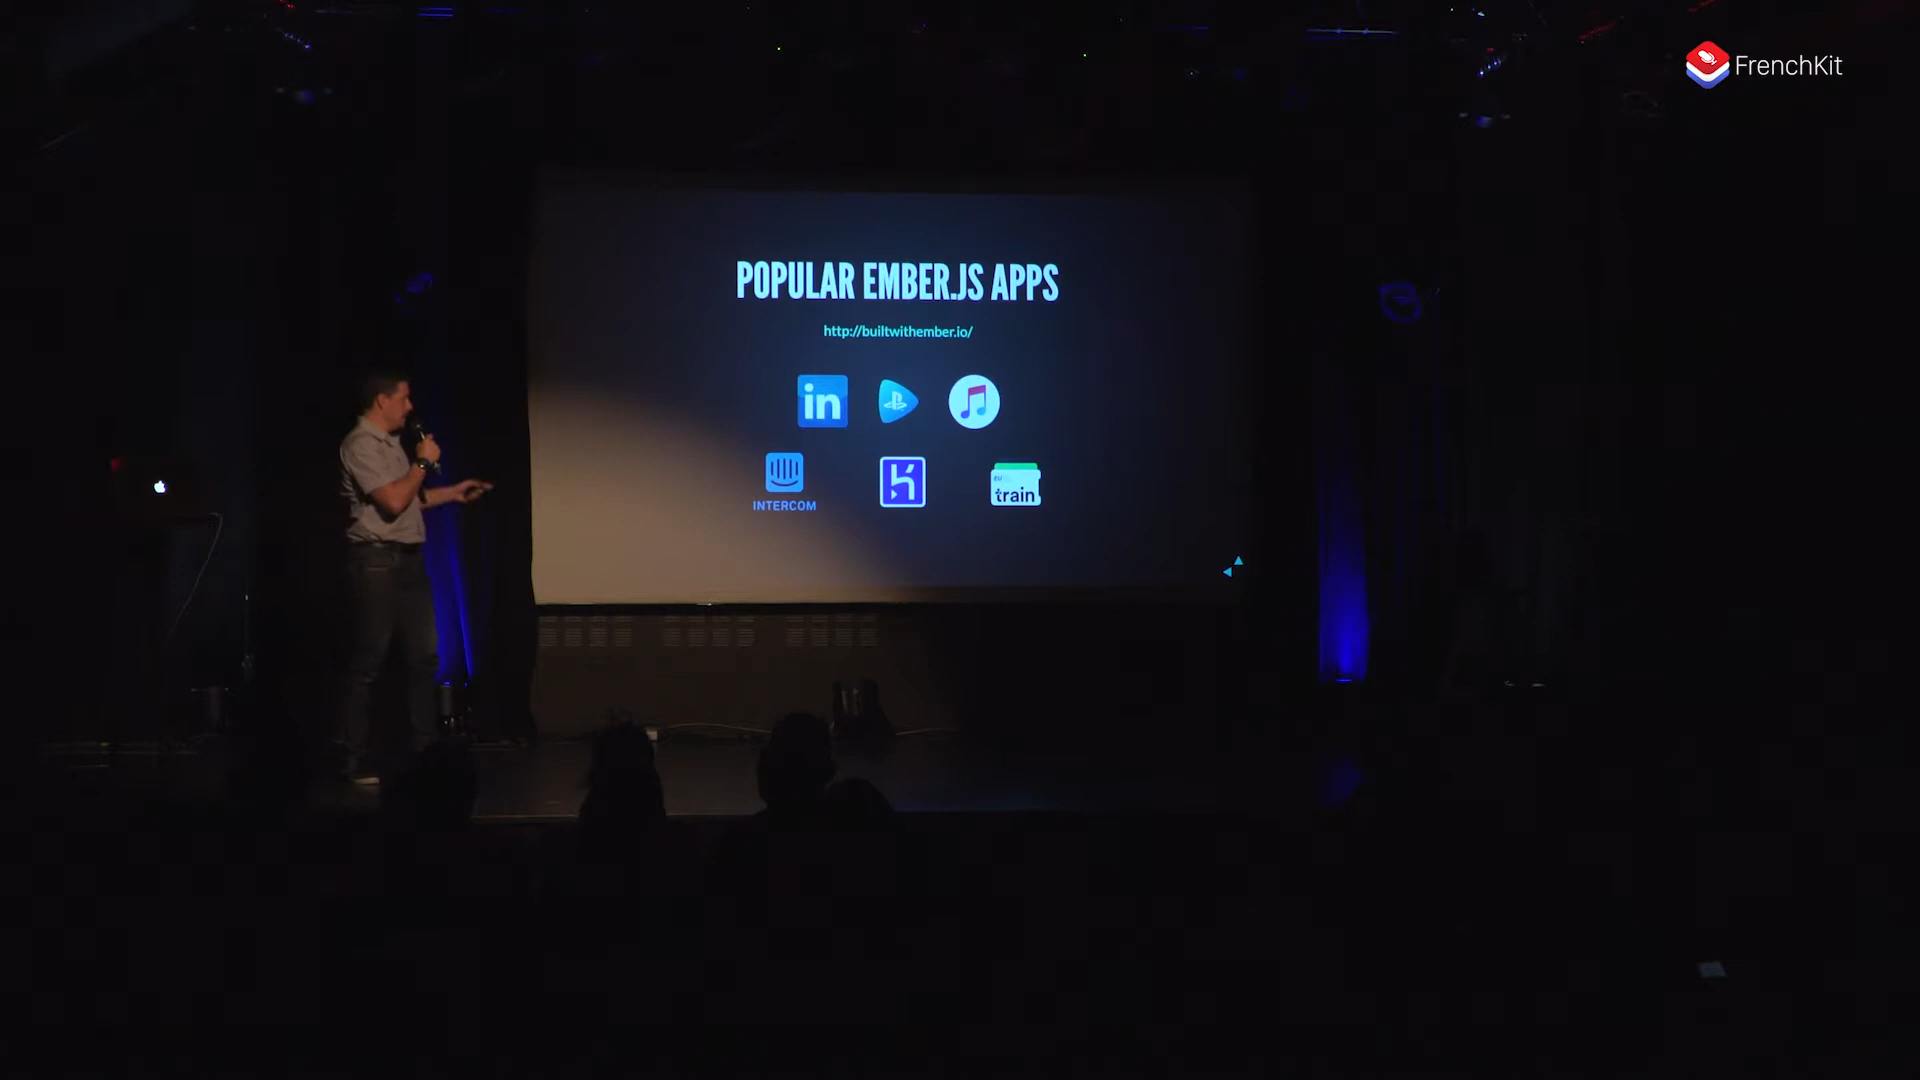 FrenchKit
POPULAR EMBER.JS APPS
http://builtwithember.io/
in
INTERCOM
train